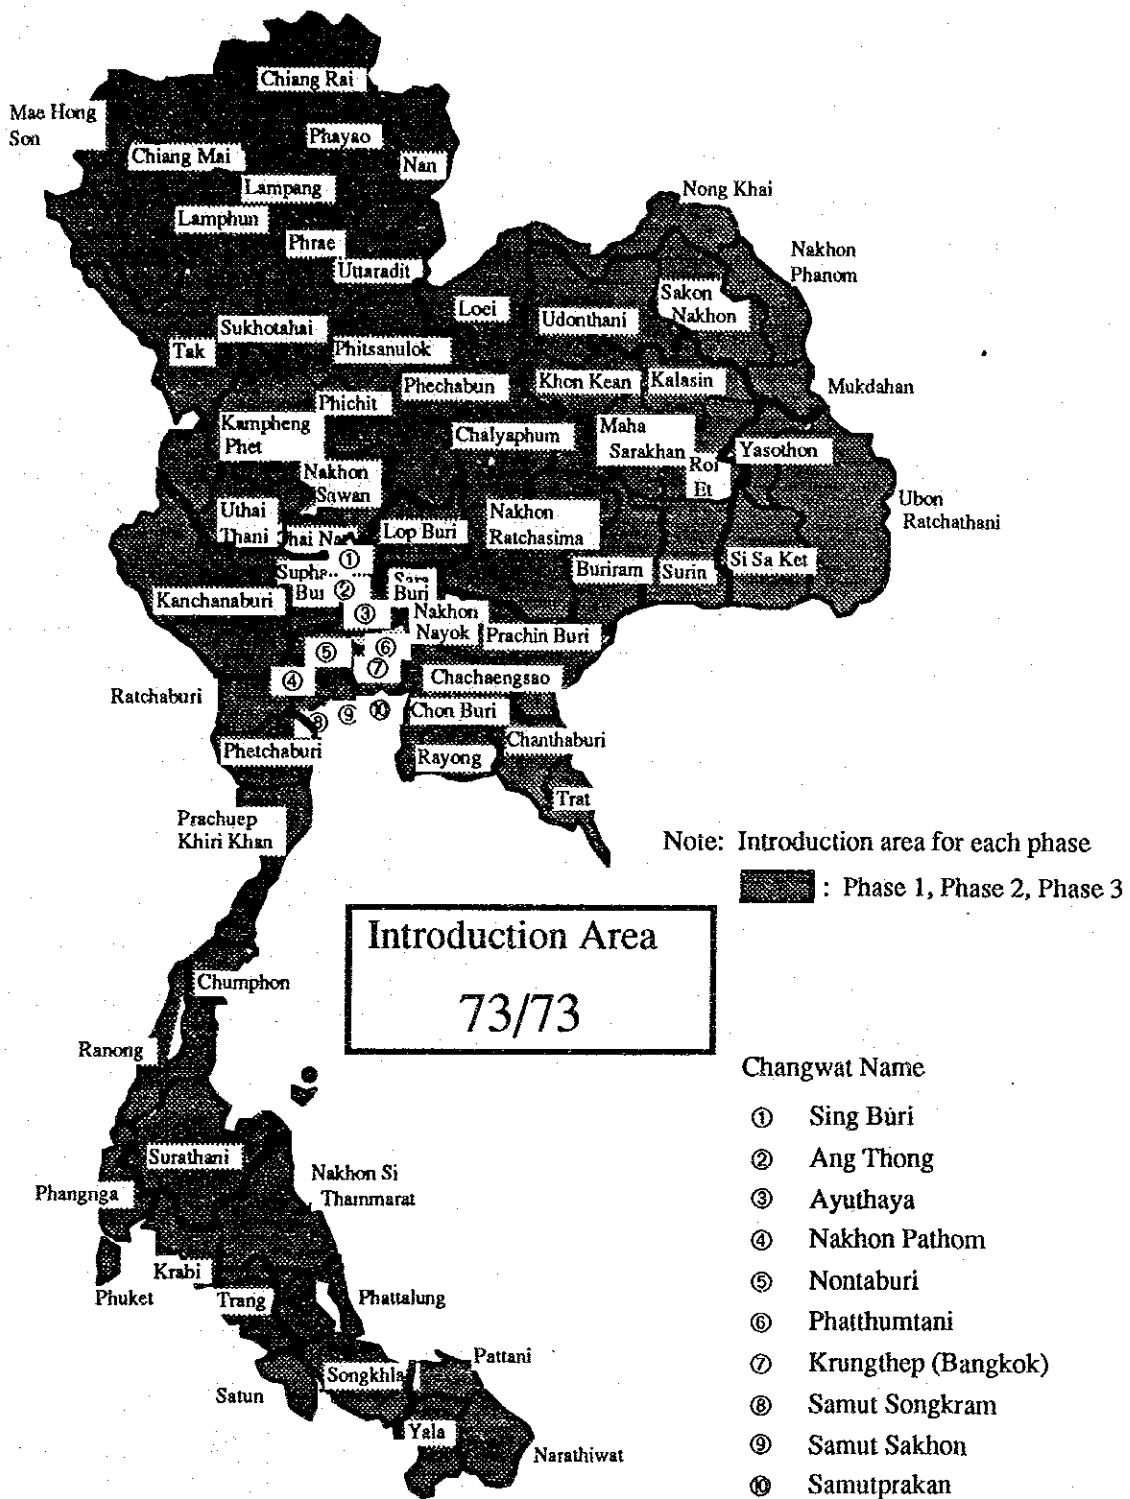 Chiang Rai
Mae Hong
Son
Phayao
Chiang Mai
Nan
Lampang
Nong Khai
Lamphun
Phrae
Nakhon
Phanom
Uttaradit
Sakon
Nakhon
Loei
Udonthani
Sukhotahai
Tak
Phitsanulok
Phechabun
Khon Kean
Kalasin
Mukdahan
Phichit
Kampheng
Phet
Chalyaphum
Maha
Sarakhan
Yasothon
Roi
Et
Nakhon
Sawan
Ubon
Ratchathani
Uthai
Thani
Nakhon
Ratchasima
Lop Buri
hai Na
①
Si Sa Ket
Buriram
Surin
Supha
Bu
②
Sara
Buri
Kanchanaburi
③
Nakhon
Nayok
Prachin Buri
⑤
⑥
⑦
④
Chachaengsao
Ratchaburi
⑧
⑨
⑩
Chon Buri
Phetchaburi
Chanthaburi
Rayong
Trat
Prachuep
Khiri Khan
Note: Introduction area for each phase
: Phase 1, Phase 2, Phase 3
Introduction Area
73/73
Chumphon
Ranong
Changwat Name
① Sing Buri
② Ang Thong
③ Ayuthaya
④ Nakhon Pathom
⑤ Nontaburi
⑥ Phatthumtani
⑦ Krungthep (Bangkok)
⑧ Samut Songkram
⑨ Samut Sakhon
⑩ Samutprakan
Surathani
Phangnga
Nakhon Si
Thammarat
Krabi
Phuket
Trang
Phattalung
Pattani
Songkhla
Satun
Yala
Narathiwat